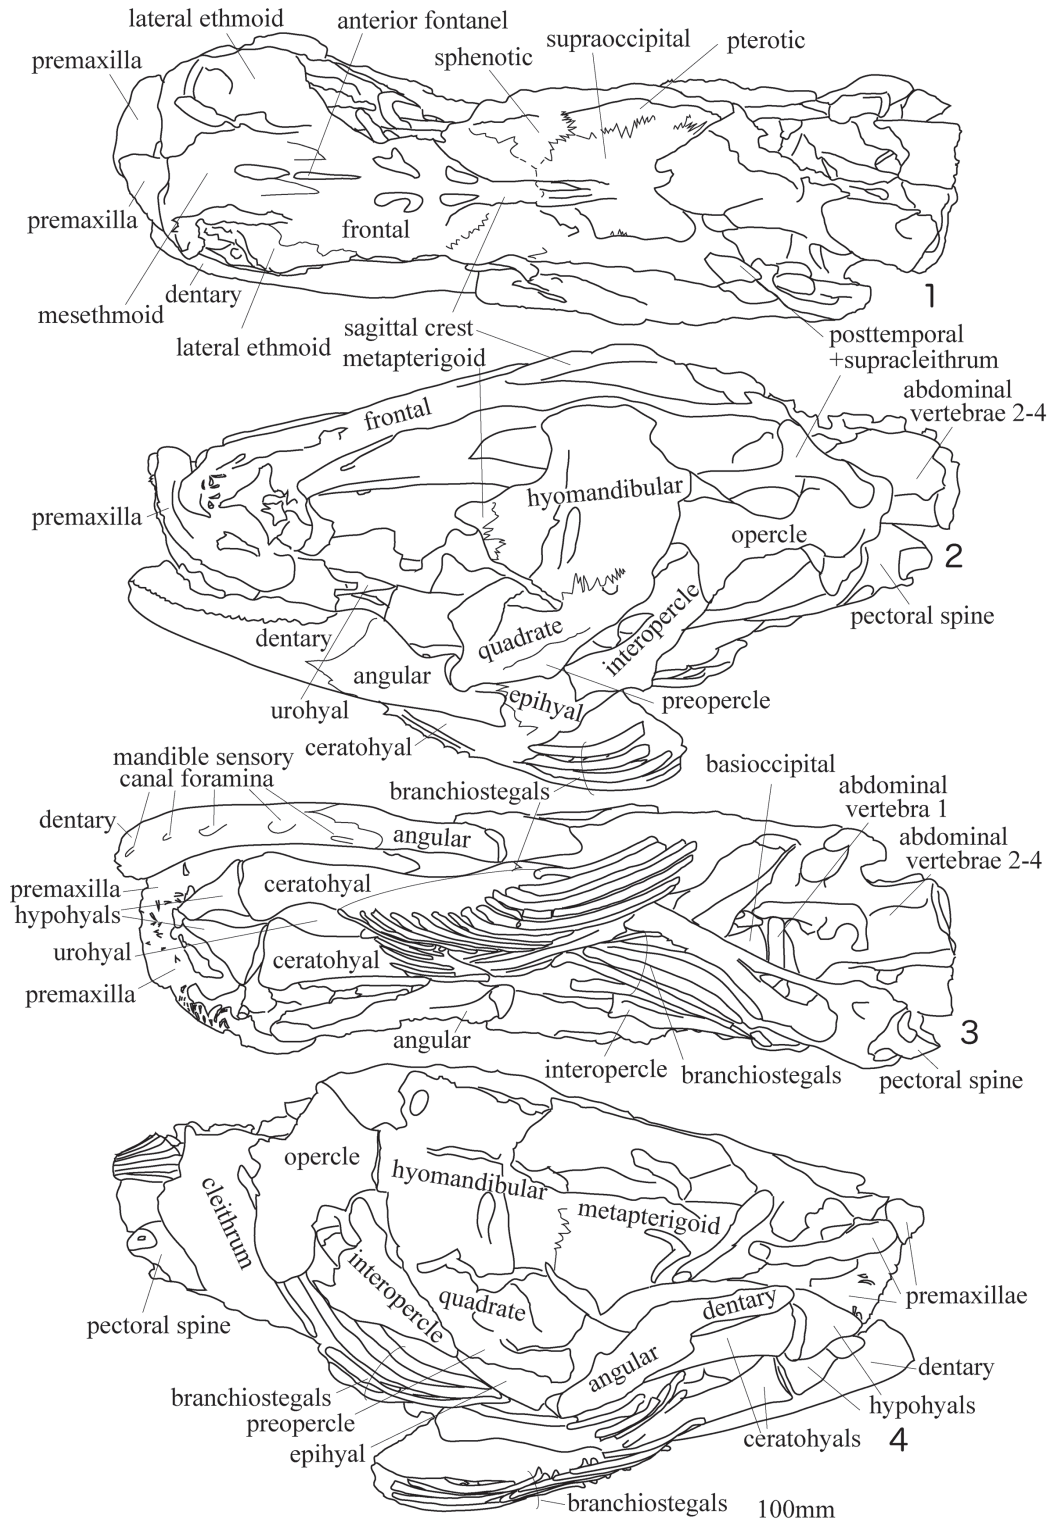 lateral ethmoid
anterior fontanel
premaxilla
sphenotic
supraoccipital
pterotic
premaxilla
frontal
dentary
mesethmoid
lateral ethmoid
sagittal crest
1
posttemporal
+supracleithrum
metapterigoid
frontal
abdominal
vertebrae 2-4
premaxilla
hyomandibular
opercle
2
pectoral spine
dentary
quadrate
interopercle
angular
urohyal
epihyal
preopercle
ceratohyal
branchiostegals
mandible sensory
canal foramina
basioccipital
abdominal
vertebra 1
dentary
angular
abdominal
vertebrae 2-4
premaxilla
hypohyals
ceratohyal
urohyal
ceratohyal
premaxilla
angular
3
interopercle
branchiostegals
pectoral spine
opercle
cleithrum
hyomandibular
metapterigoid
interopercle
quadrate
dentary
premaxillae
pectoral spine
angular
dentary
branchiostegals
preopercle
hypohyals
epihyal
ceratohyals
4
branchiostegals
100mm